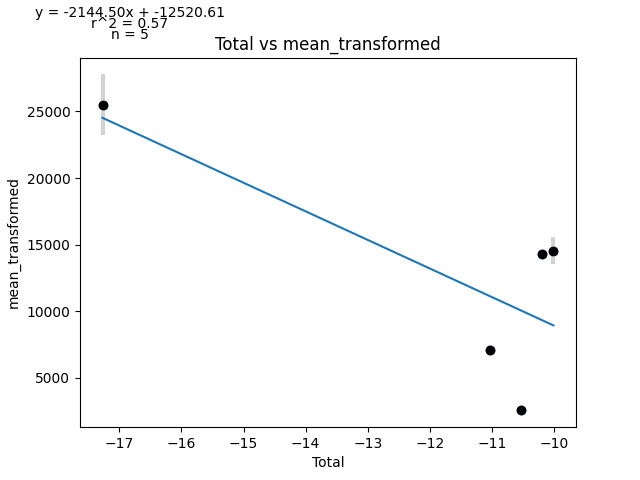 y = -2144.50x + -12520.61
r^2 = 0.57
n = 5
Total vs mean_transformed
25000
20000
15000
10000
5000
mean_transformed
−17
−16
−15
−14
−13
−12
−11
−10
Total